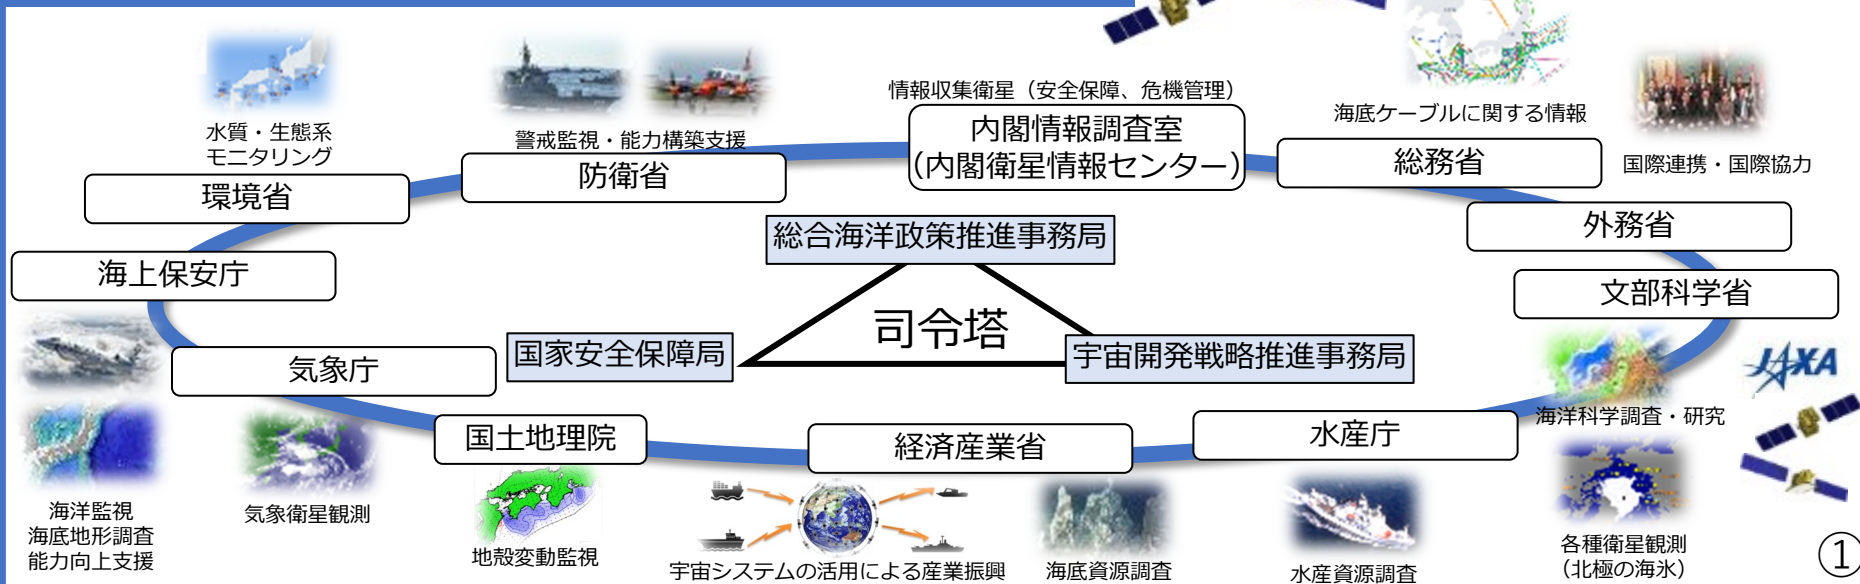 水質・生態系
モニタリング
環境省
警戒監視・能力構築支援
防衛省
情報収集衛星（安全保障、危機管理）
内閣情報調査室
（内閣衛星情報センター）
海底ケーブルに関する情報
総務省
国際連携・国際協力
外務省
文部科学省
海上保安庁
総合海洋政策推進事務局
司令塔
国家安全保障局
宇宙開発戦略推進事務局
気象庁
国土地理院
経済産業省
水産庁
海洋科学調査・研究
JAXA
海洋監視
海底地形調査
能力向上支援
気象衛星観測
地殻変動監視
宇宙システムの活用による産業振興
海底資源調査
水産資源調査
各種衛星観測
（北極の海氷）
①